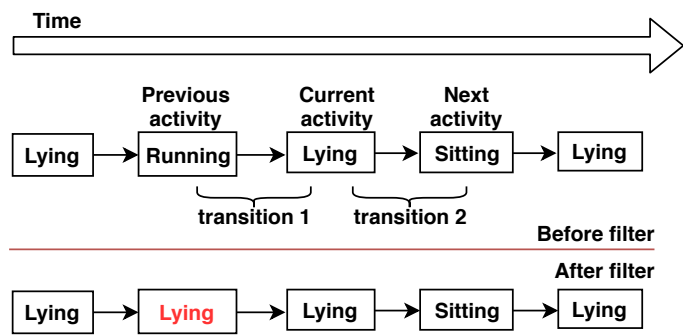 Time
Previous activity
Current activity
Next activity
Lying
Running
Lying
Sitting
Lying
transition 1
transition 2
Before filter
After filter
Lying
Lying
Lying
Sitting
Lying